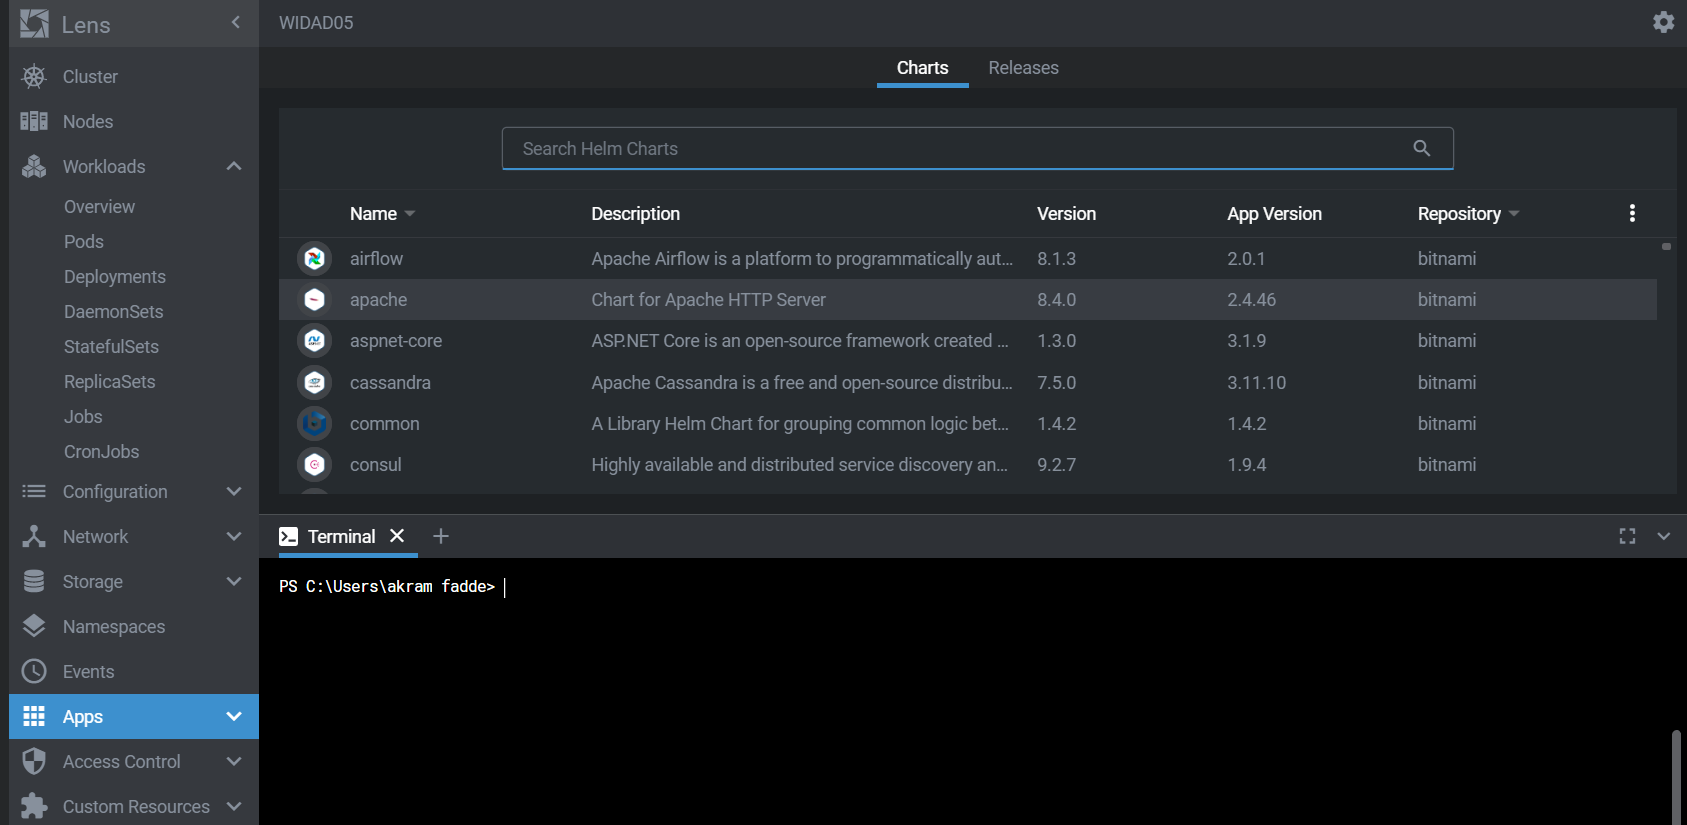 Lens
WIDAD05
Cluster
Nodes
Workloads
Overview
Pods
Deployments
DaemonSets
StatefulSets
ReplicaSets
Jobs
CronJobs
Configuration
Network
Storage
Namespaces
Events
Apps
Access Control
Custom Resources
Charts Releases
Search Helm Charts
Name Description Version App Version Repository
airflow Apache Airflow is a platform to programmatically aut... 8.1.3 2.0.1 bitnami
apache Chart for Apache HTTP Server 8.4.0 2.4.46 bitnami
aspnet-core ASP.NET Core is an open-source framework created ... 1.3.0 3.1.9 bitnami
cassandra Apache Cassandra is a free and open-source distribu... 7.5.0 3.11.10 bitnami
common A Library Helm Chart for grouping common logic bet... 1.4.2 1.4.2 bitnami
consul Highly available and distributed service discovery an... 9.2.7 1.9.4 bitnami
Terminal
PS C:\Users\akram fadde>